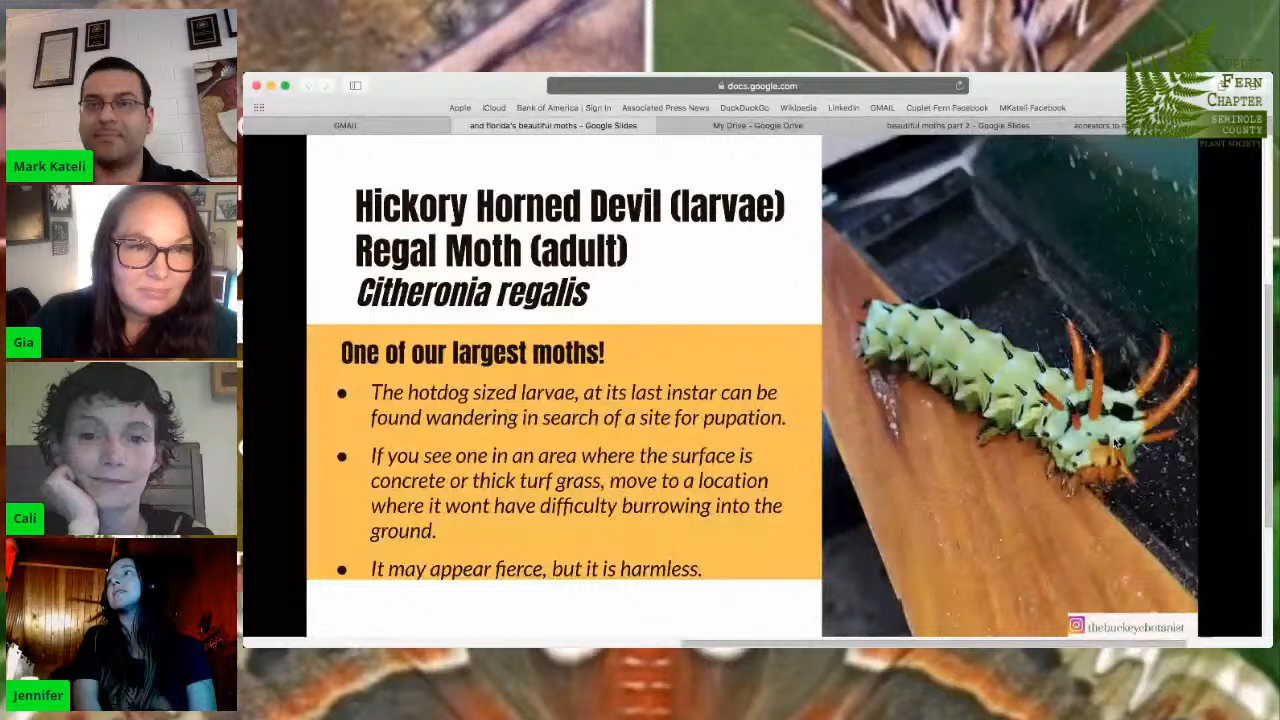 Mark Kateli
Gia
Cali
Jennifer
docs.google.com
Apple iCloud Bank of America | Sign In Associated Press News DuckDuckGo Wikipedia LinkedIn GMAIL Cuplet Fern Facebook MKatell Facebook
GMAIL and florida's beautiful moths - Google Slides My Drive - Google Drive beautiful moths part 2 - Google Slides ancestors to
Cuplet
Fern
Chapter
Seminole
County
Plant Society
Hickory Horned Devil (larvae)
Regal Moth (adult)
Citheronia regalis
One of our largest moths!
● The hotdog sized larvae, at its last instar can be
found wandering in search of a site for pupation.
● If you see one in an area where the surface is
concrete or thick turf grass, move to a location
where it wont have difficulty burrowing into the
ground.
● It may appear fierce, but it is harmless.
thebuckeyebotanist